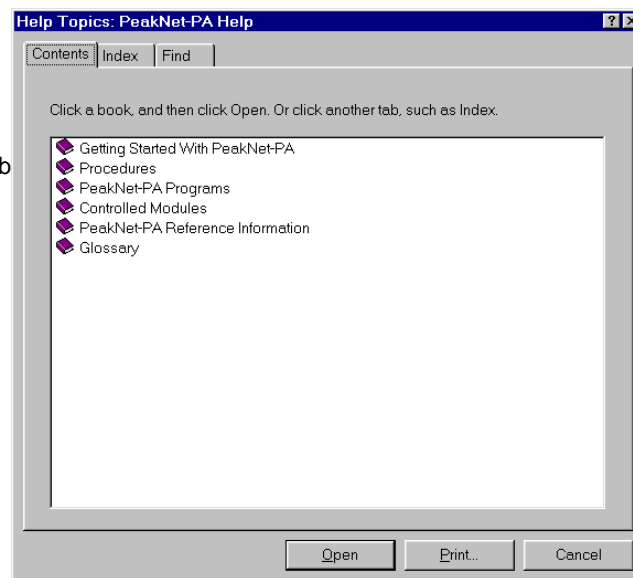 Help Topics: PeakNet-PA Help
Contents Index Find
Click a book, and then click Open. Or click another tab, such as Index.
b
Getting Started With PeakNet-PA
Procedures
PeakNet-PA Programs
Controlled Modules
PeakNet-PA Reference Information
Glossary
Open Print... Cancel